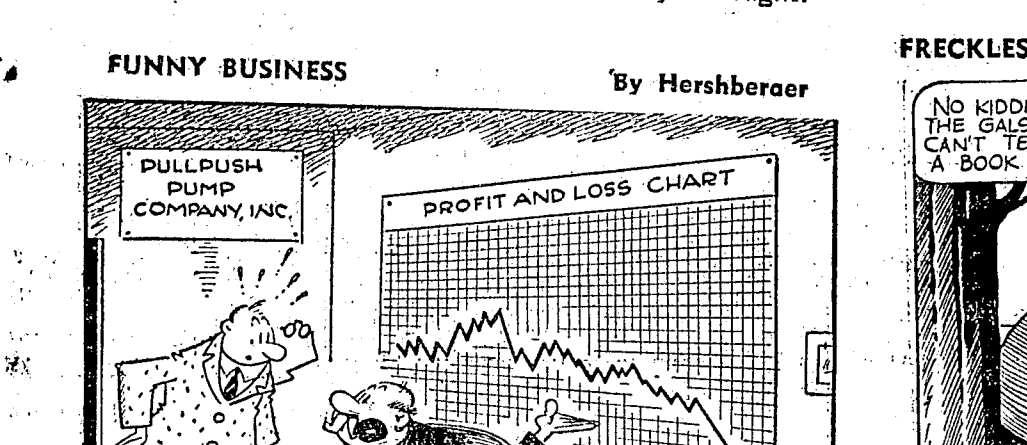 FUNNY BUSINESS
By Hershberger
PULLPUSH
PUMP
COMPANY, INC.
PROFIT AND LOSS CHART
FRECKLES
NO KIDDI
THE GALS
CAN'T TE
A BOOK